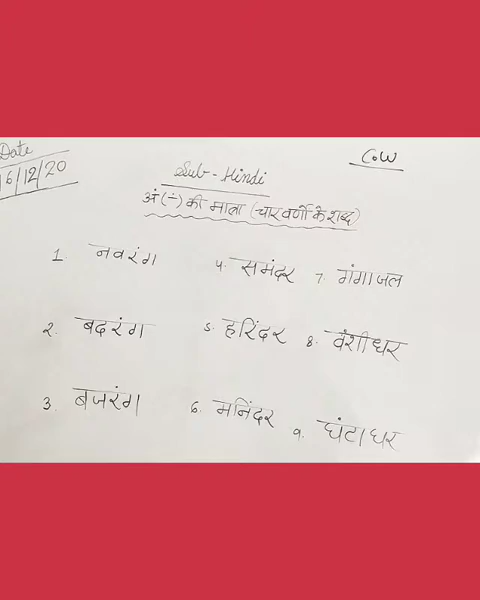 Date
16/12/20
C.W
Sub - Hindi
अं (ं) की मात्रा (चार वर्णों के शब्द)
1. नवरंग 4. समंदर 7. गंगाजल
2. बदरंग 5. हरिंदर 8. वंशीधर
3. बजरंग 6. मनिंदर 9. घंटाघर